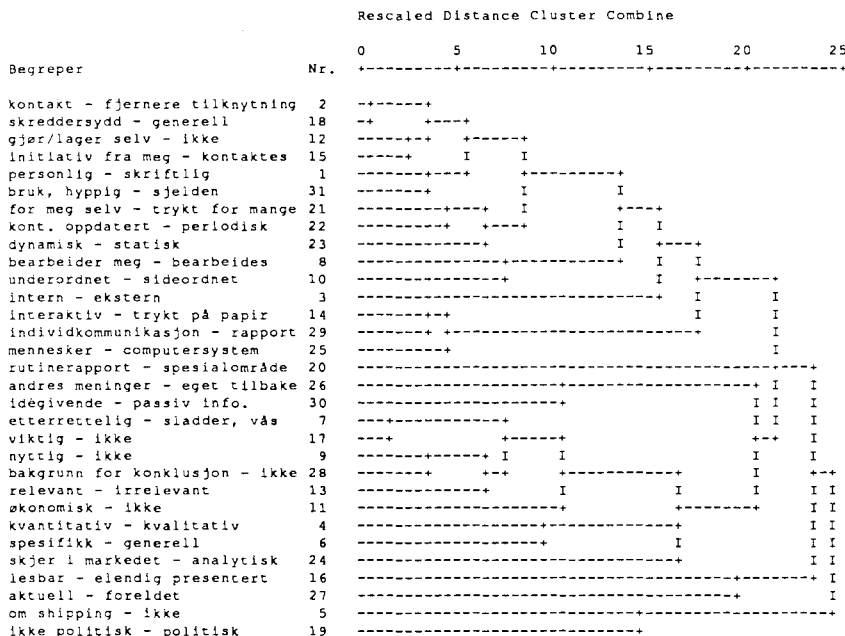 Rescaled Distance Cluster Combine
0 5 10 15 20 25
Begreper Nr. +---------+---------+---------+---------+---------+
kontakt - fjernere tilknytning 2 -+-----+
skreddersydd - generell 18 -+ +---+
gjør/lager selv - ikke 12 -----+-+ +-----+
initiativ fra meg - kontaktes 15 -----+ I I
personlig - skriftlig 1 -------+---+ +---------+
bruk, hyppig - sjelden 31 -------+ I I
for meg selv - trykt for mange 21 ---------+---+ I +---+
kont. oppdatert - periodisk 22 ---------+ +---+ I I
dynamisk - statisk 23 -------------+ I +---+
bearbeider meg - bearbeides 8 ---------------+-----------+ I I
underordnet - sideordnet 10 ---------------+ I +-------+
intern - ekstern 3 -------------------------------+ I I
interaktiv - trykt på papir 14 -------+-+ I I
individkommunikasjon - rapport 29 -------+ +-------------------------+ I
mennesker - computersystem 25 ---------+ I
rutinerapport - spesialområde 20 -------------------------------------------+---+
andres meninger - eget tilbake 26 ---------------------+-------------------+ I I
idégivende - passiv info. 30 ---------------------+ I I I
etterrettelig - sladder, vås 7 ---+-----------+ I I I
viktig - ikke 17 ---+ +-----+ +-+ I
nyttig - ikke 9 -------+-----+ I I I I
bakgrunn for konklusjon - ikke 28 -------+ +-+ +-----------+ I +-+
relevant - irrelevant 13 -------------+ I I I I I
økonomisk - ikke 11 ---------------------+ +-------+ I I
kvantitativ - kvalitativ 4 -------------------+-------------+ I I
spesifikk - generell 6 -------------------+ I I I
skjer i markedet - analytisk 24 ---------------------------------+ I I
lesbar - elendig presentert 16 ---------------------------------------+-------+ I
aktuell - foreldet 27 ---------------------------------------+ I
om shipping - ikke 5 -----------------------------+-------------------+
ikke politisk - politisk 19 -----------------------------+